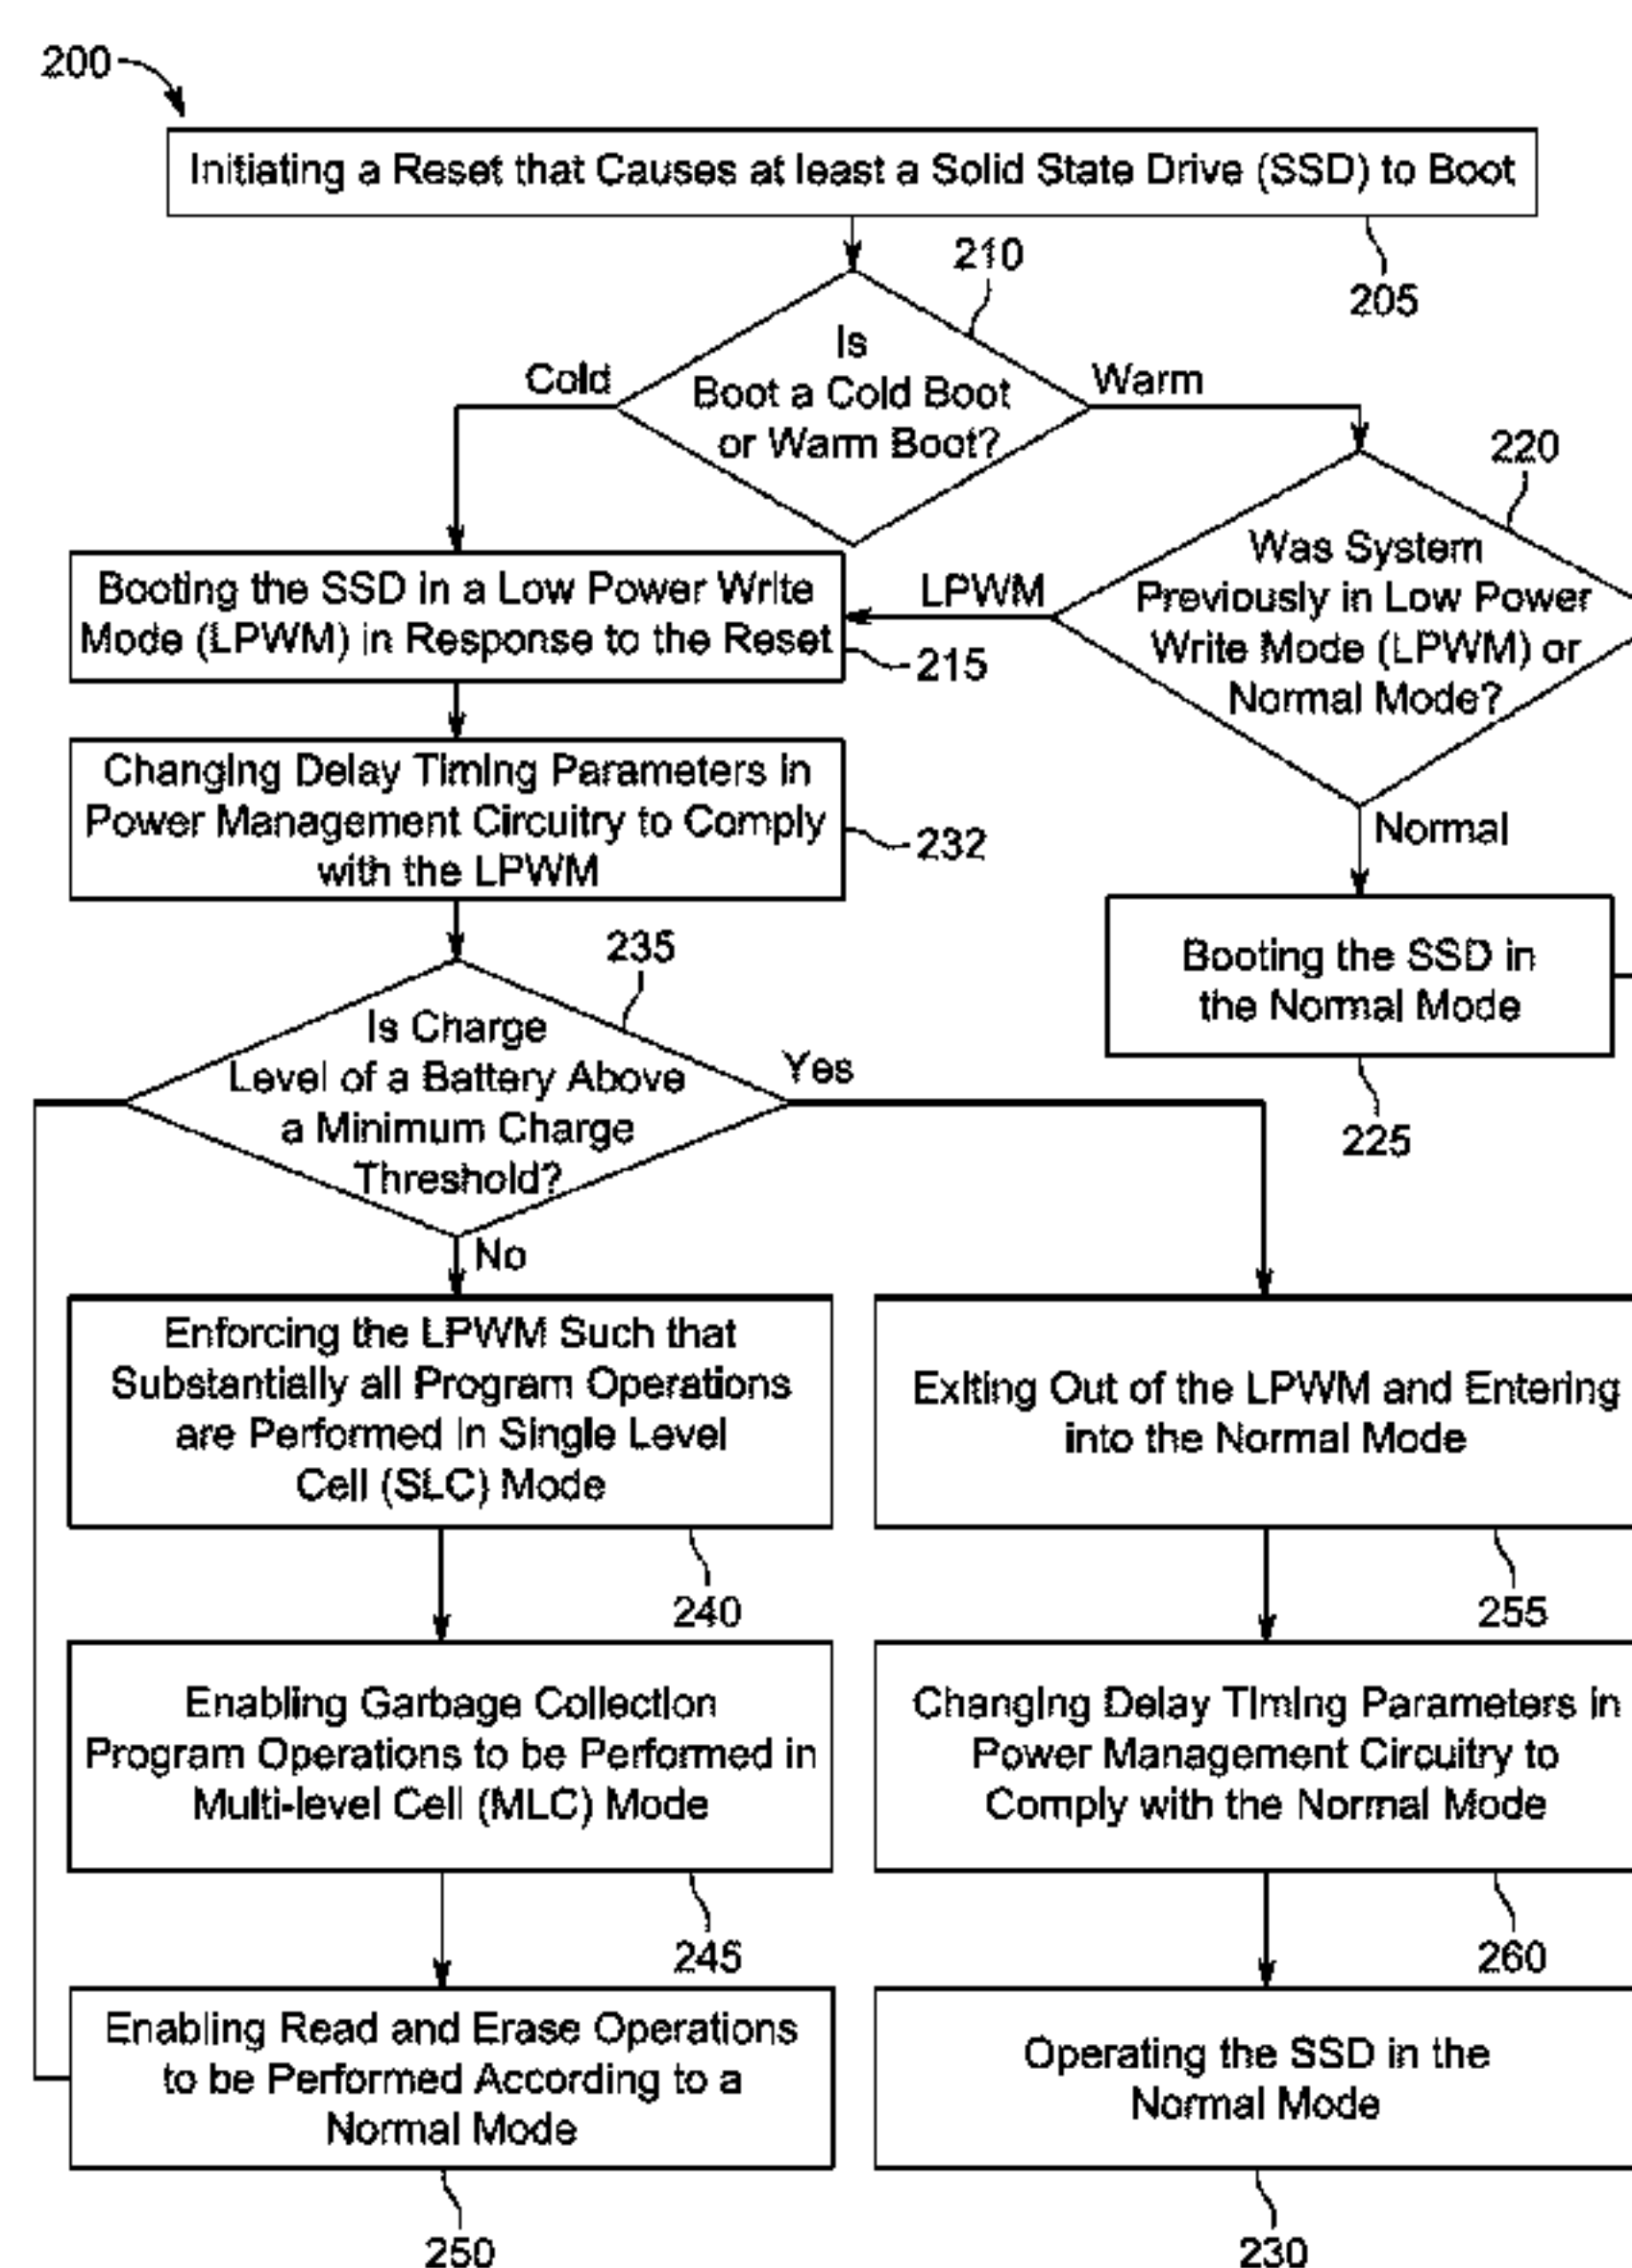 200
Initiating a Reset that Causes at least a Solid State Drive (SSD) to Boot
205
210
Is
Boot a Cold Boot
or Warm Boot?
Cold
Warm
220
Was System
Previously in Low Power
Write Mode (LPWM) or
Normal Mode?
LPWM
Normal
Booting the SSD in a Low Power Write
Mode (LPWM) in Response to the Reset
215
Changing Delay Timing Parameters in
Power Management Circuitry to Comply
with the LPWM
232
Booting the SSD in
the Normal Mode
225
235
Is Charge
Level of a Battery Above
a Minimum Charge
Threshold?
Yes
No
Enforcing the LPWM Such that
Substantially all Program Operations
are Performed in Single Level
Cell (SLC) Mode
240
Exiting Out of the LPWM and Entering
into the Normal Mode
255
Enabling Garbage Collection
Program Operations to be Performed in
Multi-level Cell (MLC) Mode
245
Changing Delay Timing Parameters in
Power Management Circuitry to
Comply with the Normal Mode
260
Enabling Read and Erase Operations
to be Performed According to a
Normal Mode
250
Operating the SSD in the
Normal Mode
230